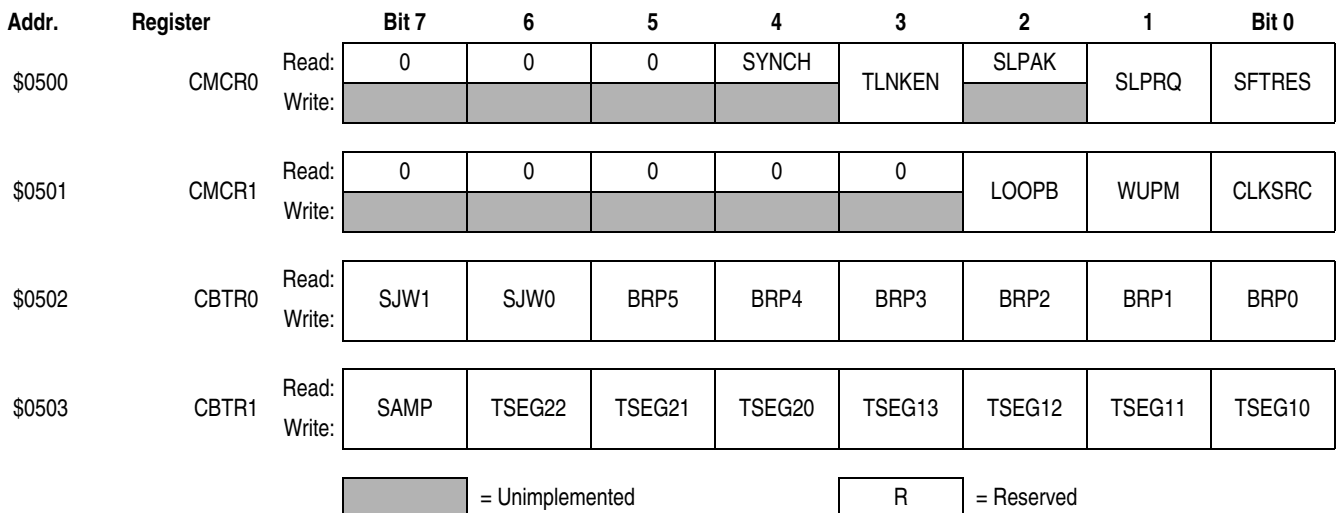 Addr. Register Bit 7 6 5 4 3 2 1 Bit 0
$0500 CMCR0 Read: 0 0 0 SYNCH TLNKEN SLPAK SLPRQ SFTRES
Write:
$0501 CMCR1 Read: 0 0 0 0 0 LOOPB WUPM CLKSRC
Write:
$0502 CBTR0 Read: SJW1 SJW0 BRP5 BRP4 BRP3 BRP2 BRP1 BRP0
Write:
$0503 CBTR1 Read: SAMP TSEG22 TSEG21 TSEG20 TSEG13 TSEG12 TSEG11 TSEG10
Write:
= Unimplemented R = Reserved